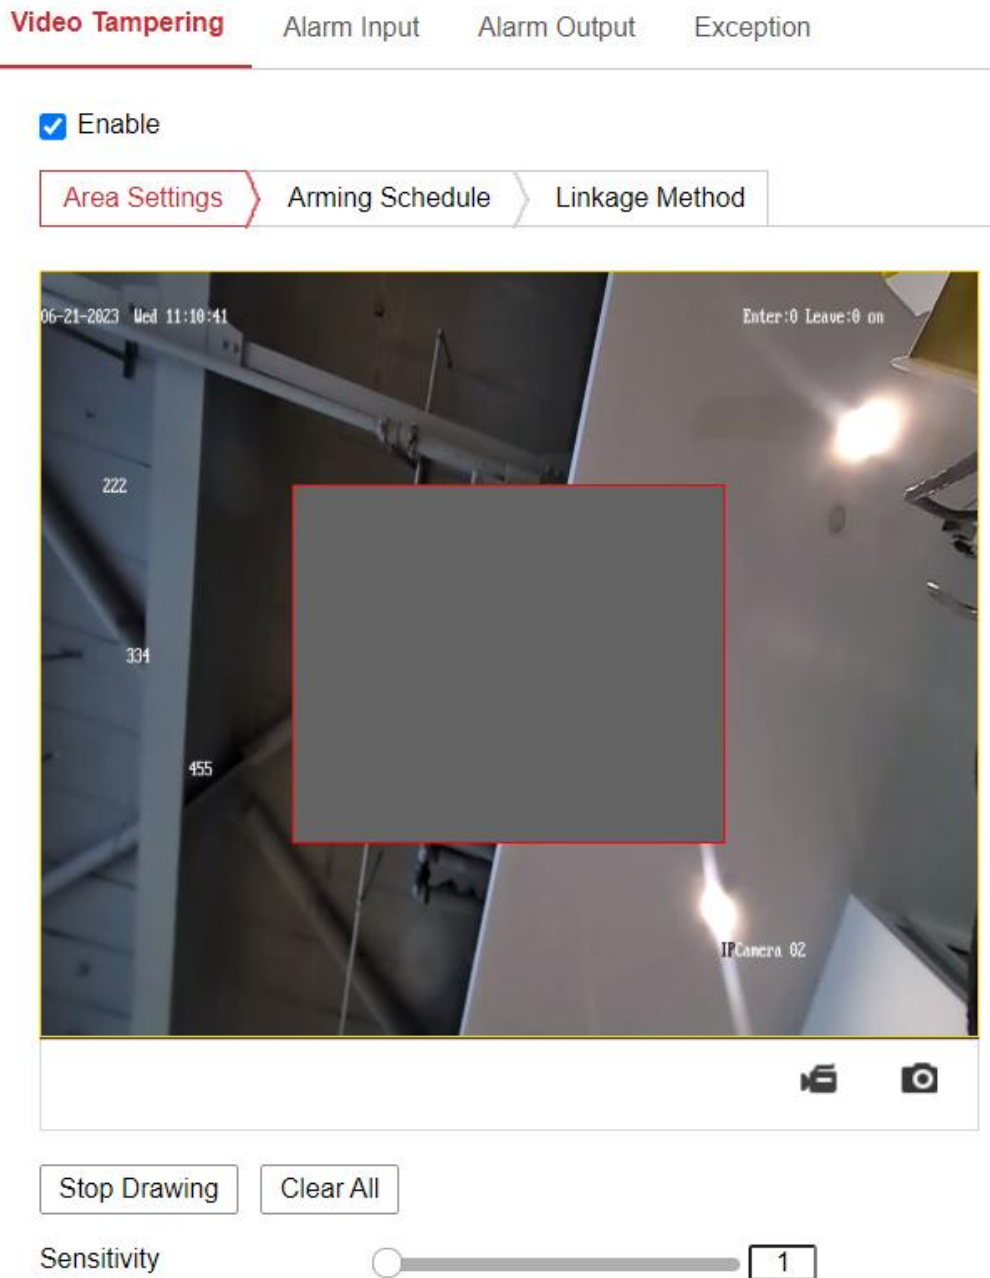 Video Tampering Alarm Input Alarm Output Exception
Enable
Area Settings Arming Schedule Linkage Method
06-21-2023 Wed 11:10:41 Enter:0 Leave:0 on
222
334
455
IPCamera 02
Stop Drawing Clear All
Sensitivity 1